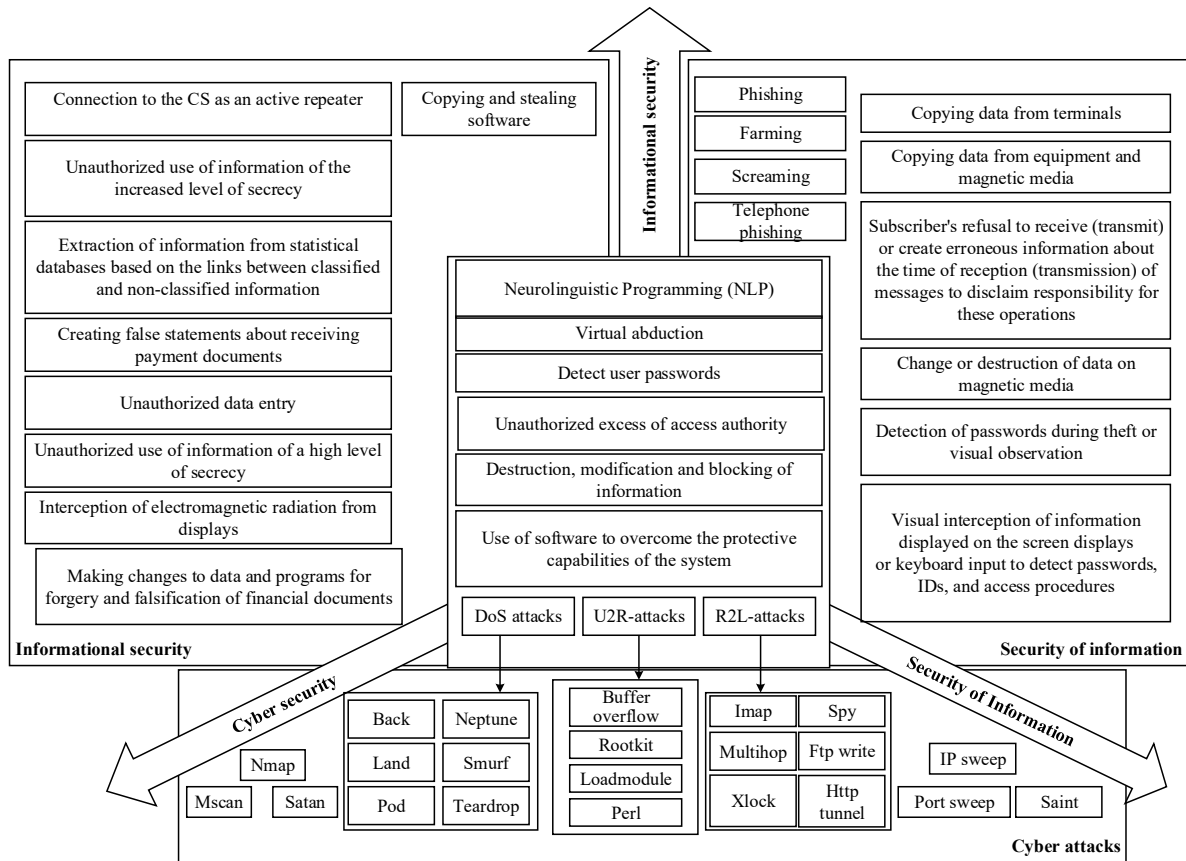 Informational security
Connection to the CS as an active repeater
Copying and stealing
software
Unauthorized use of information of the
increased level of secrecy
Extraction of information from statistical
databases based on the links between classified
and non-classified information
Creating false statements about receiving
payment documents
Unauthorized data entry
Unauthorized use of information of a high level
of secrecy
Interception of electromagnetic radiation from
displays
Making changes to data and programs for
forgery and falsification of financial documents
Informational security
Phishing
Farming
Screaming
Telephone
phishing
Copying data from terminals
Copying data from equipment and
magnetic media
Subscriber's refusal to receive (transmit)
or create erroneous information about
the time of reception (transmission) of
messages to disclaim responsibility for
these operations
Change or destruction of data on
magnetic media
Detection of passwords during theft or
visual observation
Visual interception of information
displayed on the screen displays
or keyboard input to detect passwords,
IDs, and access procedures
Security of information
Neurolinguistic Programming (NLP)
Virtual abduction
Detect user passwords
Unauthorized excess of access authority
Destruction, modification and blocking of
information
Use of software to overcome the protective
capabilities of the system
DoS attacks
U2R-attacks
R2L-attacks
Cyber security
Security of Information
Nmap
Mscan
Satan
Back
Neptune
Land
Smurf
Pod
Teardrop
Buffer
overflow
Rootkit
Loadmodule
Perl
Imap
Spy
Multihop
Ftp write
Xlock
Http
tunnel
IP sweep
Port sweep
Saint
Cyber attacks